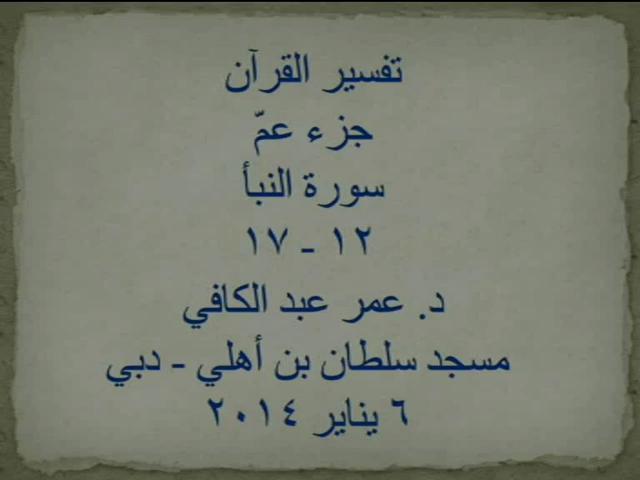 تفسير القرآن
جزء عمّ
سورة النبأ
١٢ - ١٧
د. عمر عبد الكافي
مسجد سلطان بن أهلي - دبي
٦ يناير ٢٠١٤